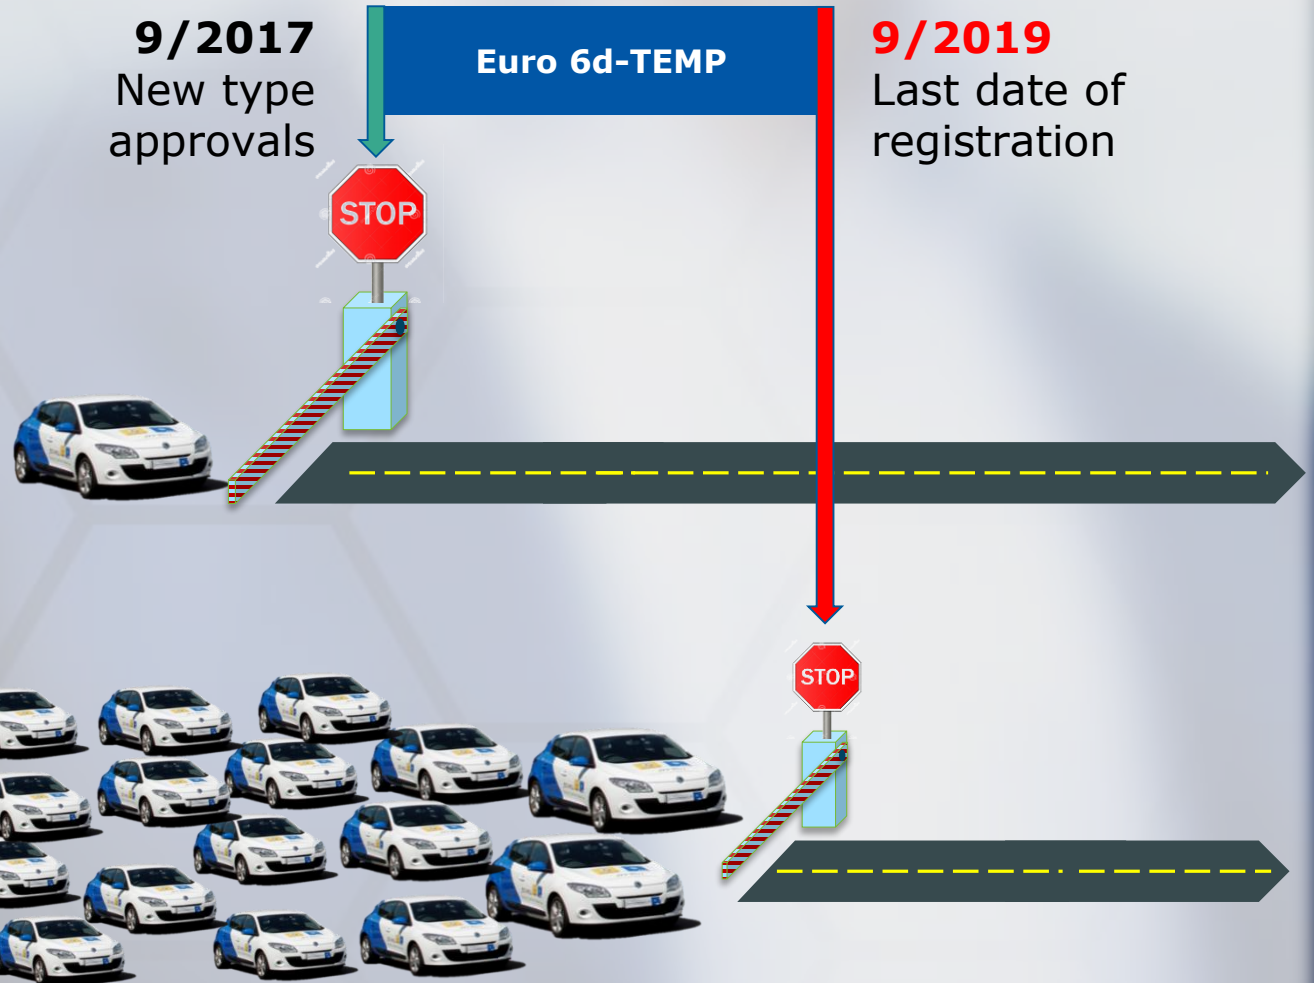 9/2017
New type
approvals
Euro 6d-TEMP
9/2019
Last date of
registration
STOP
STOP